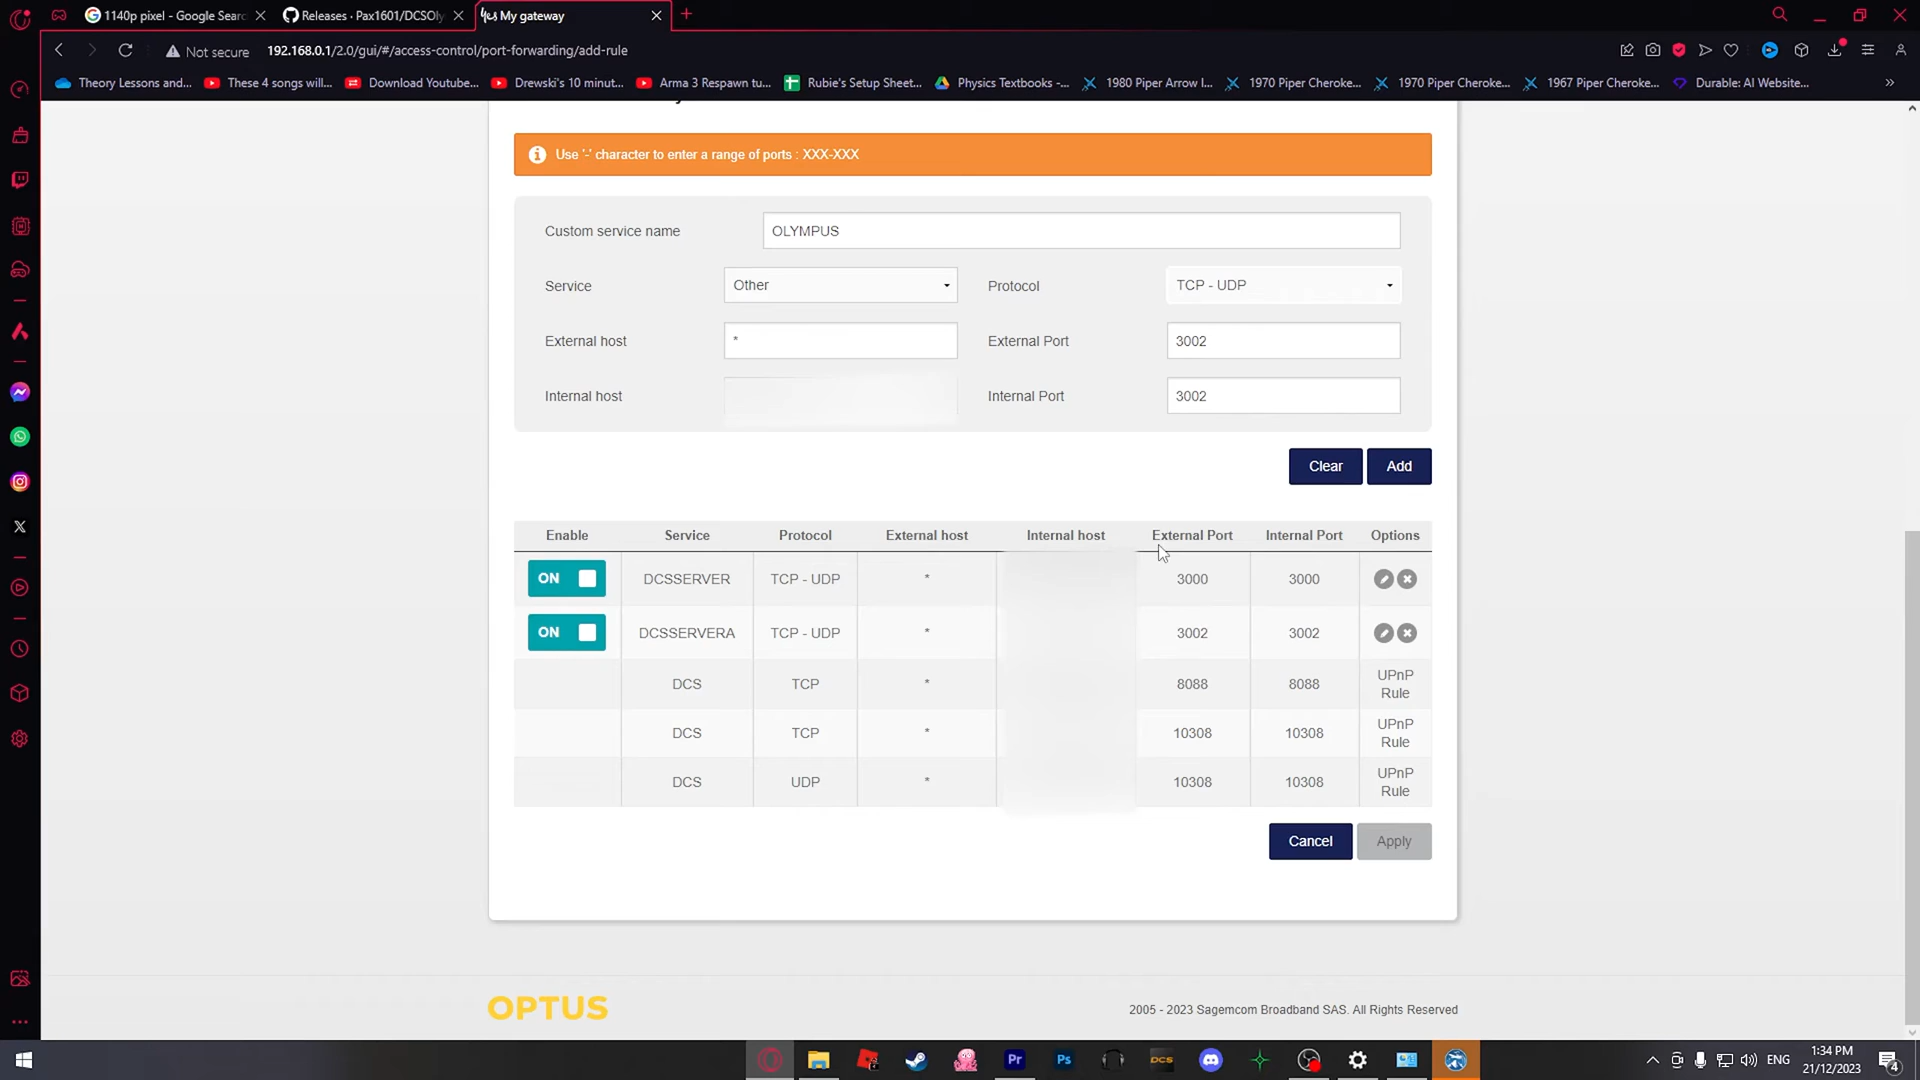 1140p pixel - Google Sear
Releases · Pax1601/DCSOly
My gateway
Not secure
192.168.0.1/2.0/gui/#/access-control/port-forwarding/add-rule
Theory Lessons and...
These 4 songs will...
Download Youtube...
Drewski's 10 minut...
Arma 3 Respawn tu...
Rubie's Setup Sheet...
Physics Textbooks -...
1980 Piper Arrow I...
1970 Piper Cheroke...
1970 Piper Cheroke...
1967 Piper Cheroke...
Durable: AI Website...
»
Use '-' character to enter a range of ports : XXX-XXX
Custom service name
OLYMPUS
Service
Other
Protocol
TCP - UDP
External host
*
External Port
3002
Internal host
Internal Port
3002
Clear
Add
Enable Service Protocol External host Internal host External Port Internal Port Options
ON DCSSERVER TCP - UDP * 3000 3000
ON DCSSERVERA TCP - UDP * 3002 3002
DCS TCP * 8088 8088 UPnP
Rule
DCS TCP * 10308 10308 UPnP
Rule
DCS UDP * 10308 10308 UPnP
Rule
Cancel
Apply
OPTUS
2005 - 2023 Sagemcom Broadband SAS. All Rights Reserved
Pr
Ps
DCS
ENG
1:34 PM
21/12/2023
4